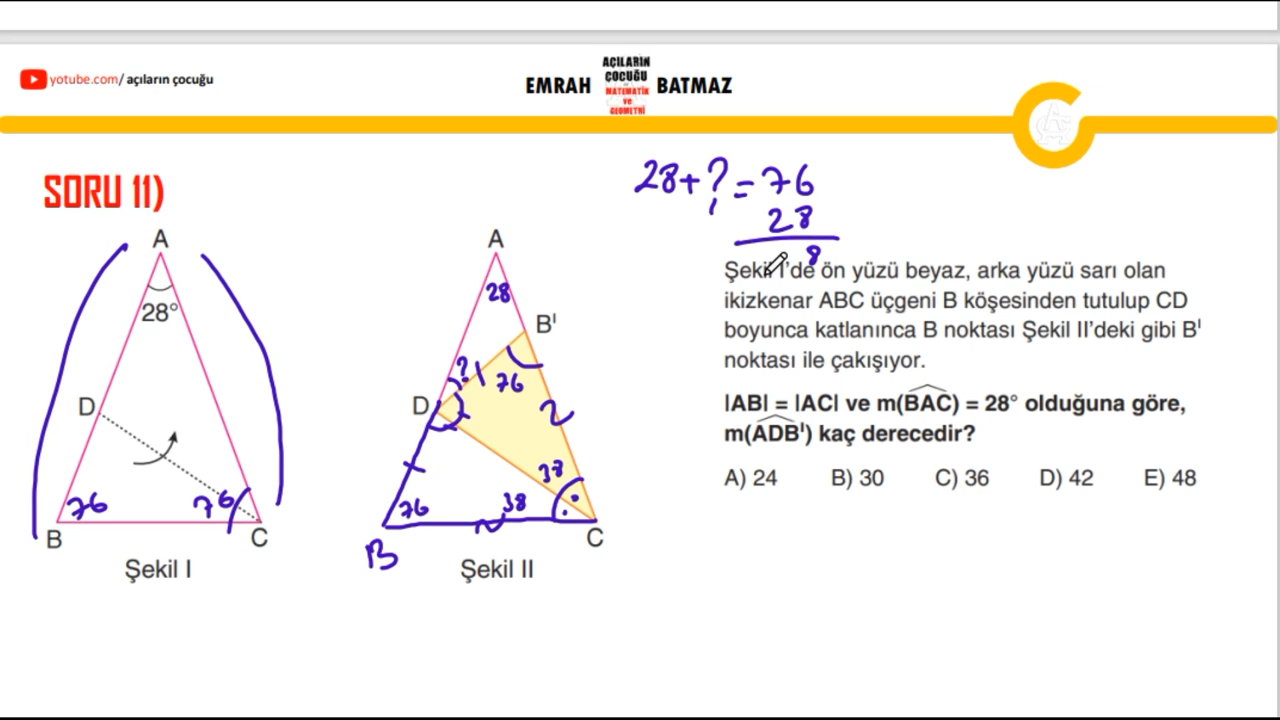 yotube.com/ açıların çocuğu
EMRAH
AÇILARIN
ÇOCUĞU
MATEMATİK
ve
GEOMETRİ
BATMAZ
SORU 11)
28+?=76
28
8
A
28°
D
76
76
B
C
Şekil I
A
28
B'
?
76
D
38
76
38
B
C
Şekil II
Şekil I'de ön yüzü beyaz, arka yüzü sarı olan
ikizkenar ABC üçgeni B köşesinden tutulup CD
boyunca katlanınca B noktası Şekil II'deki gibi B'
noktası ile çakışıyor.
|AB| = |AC| ve m(BAC) = 28° olduğuna göre,
m(ADB') kaç derecedir?
A) 24 B) 30 C) 36 D) 42 E) 48